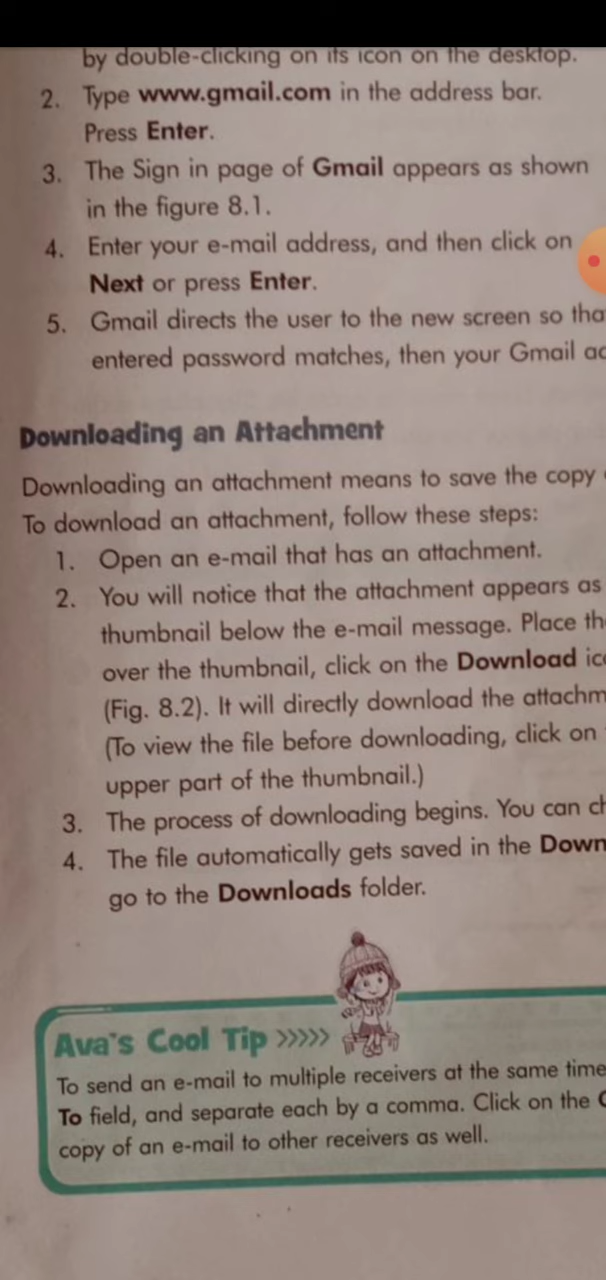 by double-clicking on its icon on the desktop.
2. Type www.gmail.com in the address bar.
Press Enter.
3. The Sign in page of Gmail appears as shown
in the figure 8.1.
4. Enter your e-mail address, and then click on
Next or press Enter.
5. Gmail directs the user to the new screen so
entered password matches, then your Gmail
Downloading an Attachment
Downloading an attachment means to save the copy
To download an attachment, follow these steps:
1. Open an e-mail that has an attachment.
2. You will notice that the attachment appears as
thumbnail below the e-mail message. Place
over the thumbnail, click on the Download
(Fig. 8.2). It will directly download the
(To view the file before downloading, click on
upper part of the thumbnail.)
3. The process of downloading begins. You can
4. The file automatically gets saved in the
go to the Downloads folder.
Ava's Cool Tip >>>>>
To send an e-mail to multiple receivers at the same time
To field, and separate each by a comma. Click on the
copy of an e-mail to other receivers as well.